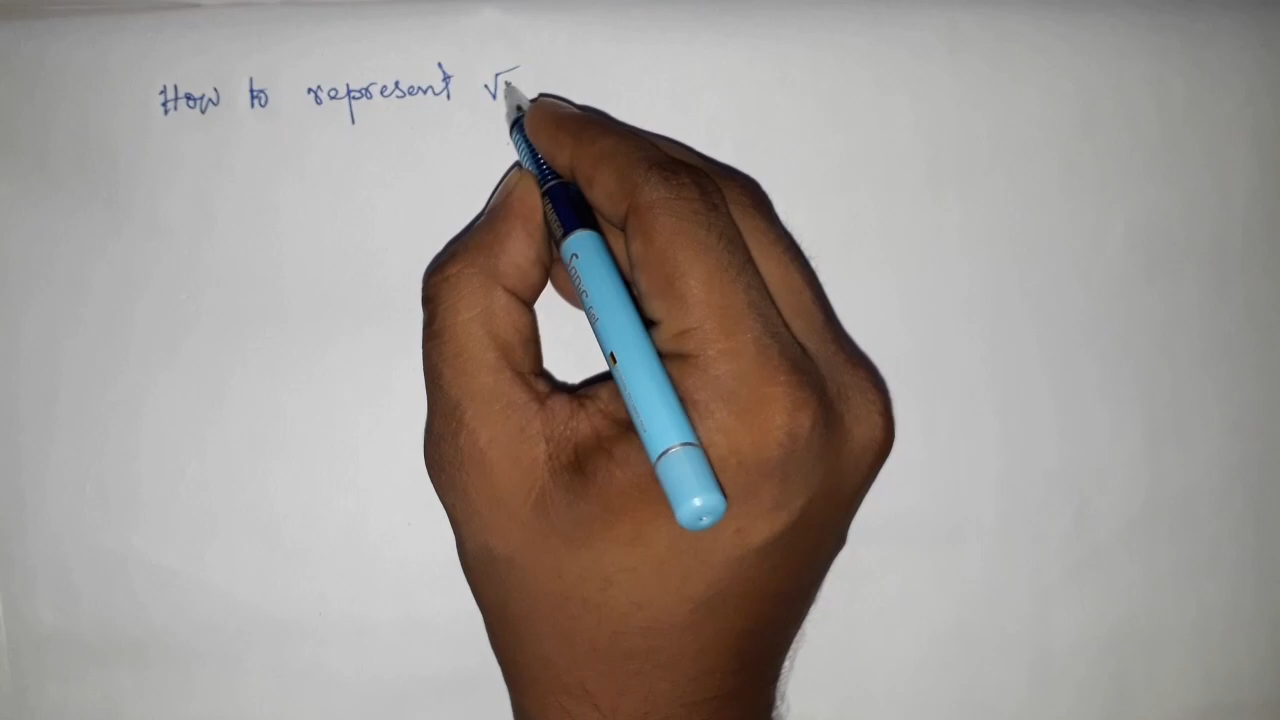 How to represent √